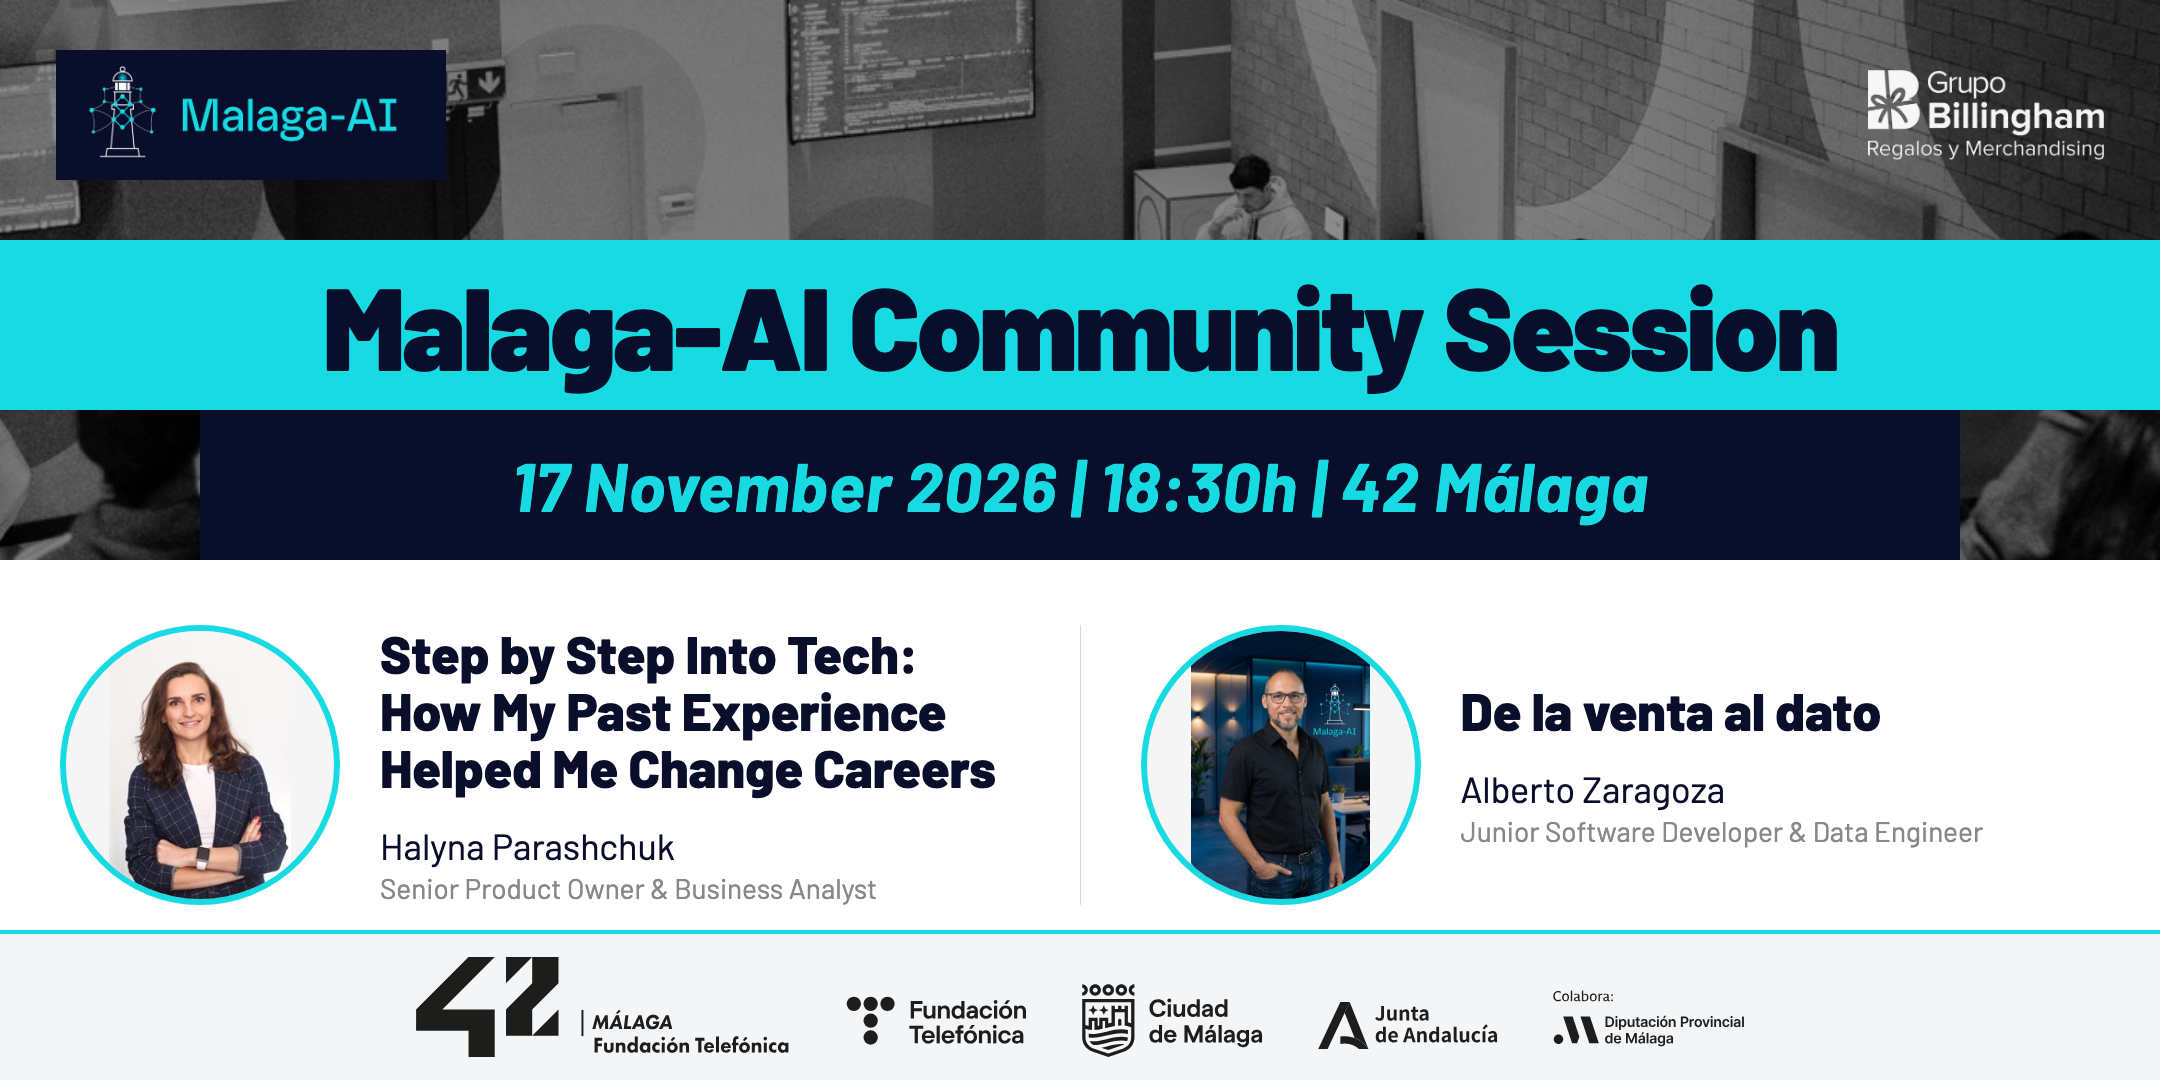 Malaga-AI
Grupo
Billingham
Regalos y Merchandising
Malaga-AI Community Session
17 November 2026 | 18:30h | 42 Málaga
Step by Step Into Tech:
How My Past Experience
Helped Me Change Careers
Halyna Parashchuk
Senior Product Owner & Business Analyst
Malaga-AI
De la venta al dato
Alberto Zaragoza
Junior Software Developer & Data Engineer
42
MÁLAGA
Fundación Telefónica
Fundación
Telefónica
Ciudad
de Málaga
Junta
de Andalucía
Colabora:
Diputación Provincial
de Málaga